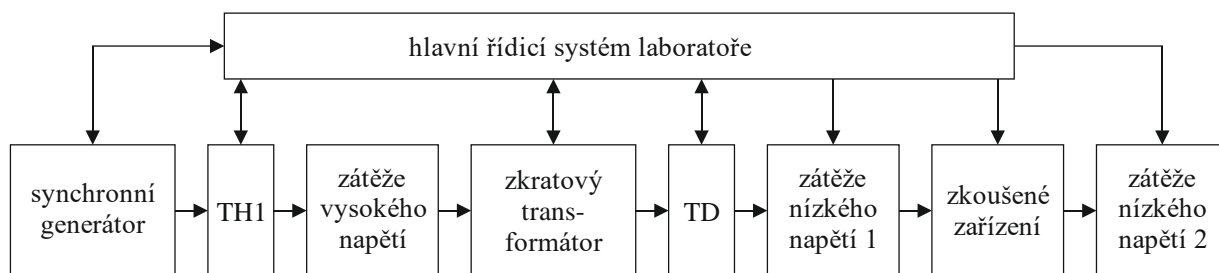 hlavní řídicí systém laboratoře
synchronní
generátor
TH1
zátěže
vysokého
napětí
zkratový
trans-
formátor
TD
zátěže
nízkého
napětí 1
zkoušené
zařízení
zátěže
nízkého
napětí 2